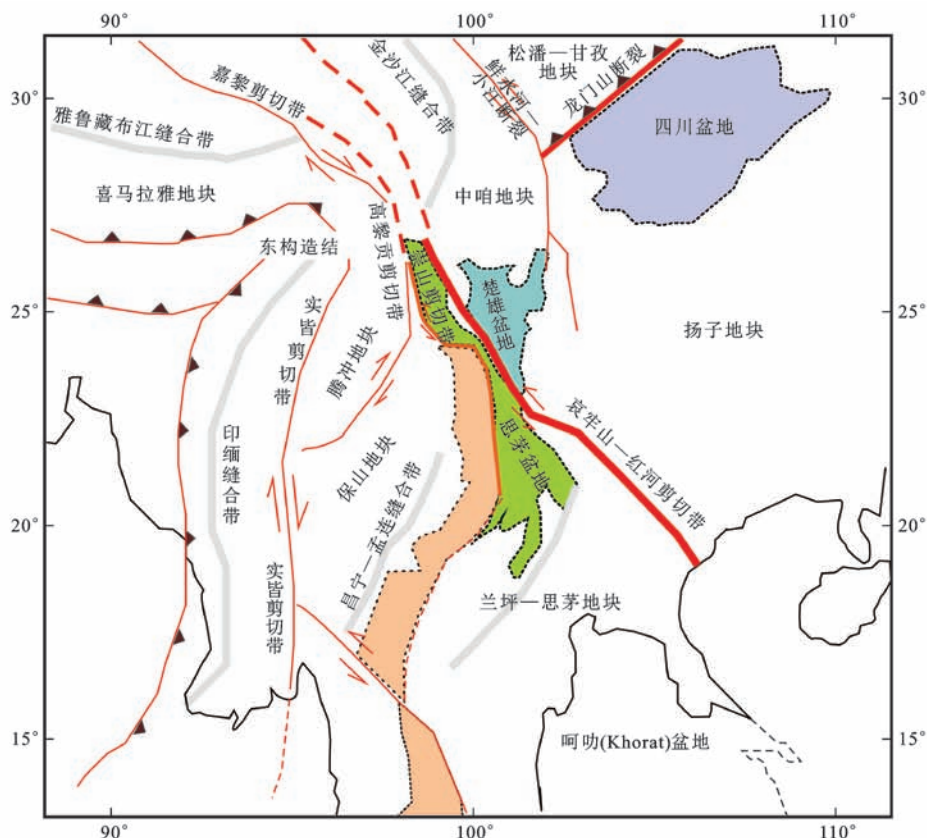 90°
100°
110°
30°
25°
20°
15°
30°
25°
20°
15°
嘉黎剪切带
金沙江缝合带
鲜水河—
小江断裂
松潘—甘孜
地块
龙门山断裂
四川盆地
雅鲁藏布江缝合带
喜马拉雅地块
中咱地块
东构造结
高黎贡剪切带
崇山剪切带
楚雄盆地
扬子地块
实皆剪切带
腾冲地块
印缅缝合带
保山地块
思茅盆地
哀牢山—红河剪切带
昌宁—孟连缝合带
实皆剪切带
兰坪—思茅地块
呵叻(Khorat)盆地
90°
100°
110°